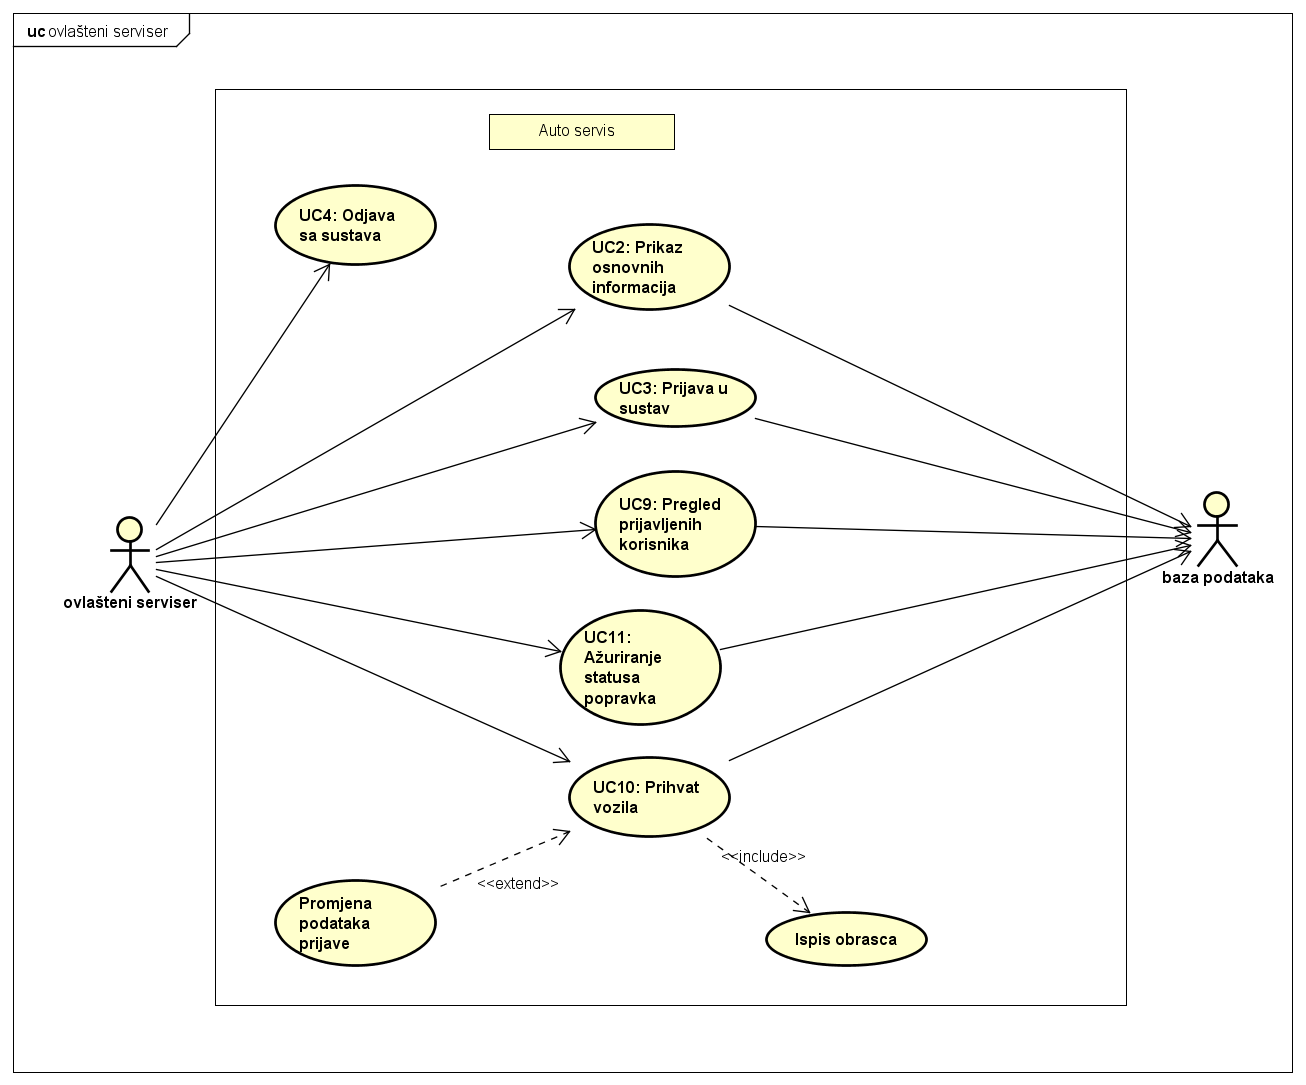 uc ovlašteni serviser
Auto servis
UC4: Odjava
sa sustava
UC2: Prikaz
osnovnih
informacija
UC3: Prijava u
sustav
UC9: Pregled
prijavljenih
korisnika
ovlašteni serviser
baza podataka
UC11:
Ažuriranje
statusa
popravka
UC10: Prihvat
vozila
<<include>>
<<extend>>
Promjena
podataka
prijave
Ispis obrasca